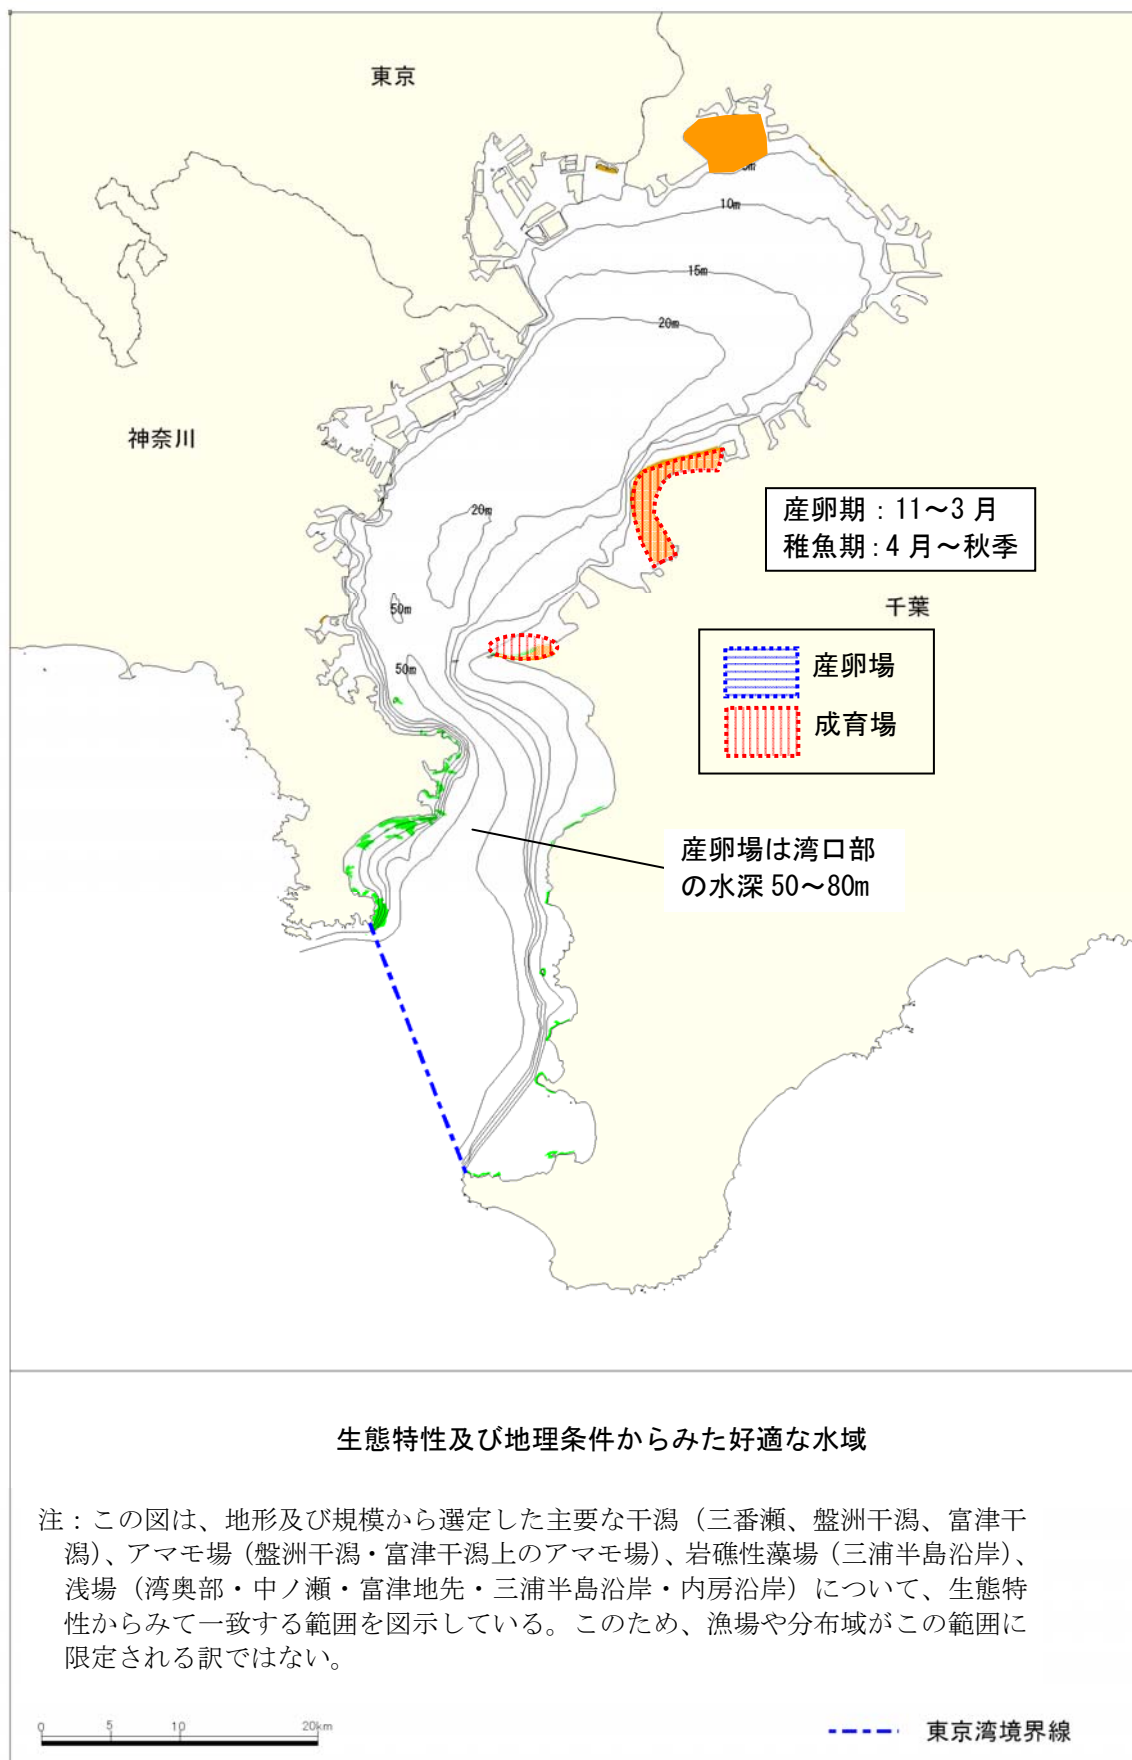 東京
5m
10m
15m
20m
神奈川
20m
産卵期：11～3月
稚魚期：4月～秋季
千葉
50m
50m
産卵場
成育場
産卵場は湾口部
の水深50～80m
生態特性及び地理条件からみた好適な水域
注：この図は、地形及び規模から選定した主要な干潟（三番瀬、盤洲干潟、富津干
潟）、アマモ場（盤洲干潟・富津干潟上のアマモ場）、岩礁性藻場（三浦半島沿岸）、
浅場（湾奥部・中ノ瀬・富津地先・三浦半島沿岸・内房沿岸）について、生態特
性からみて一致する範囲を図示している。このため、漁場や分布域がこの範囲に
限定される訳ではない。
0 5 10 20km
東京湾境界線